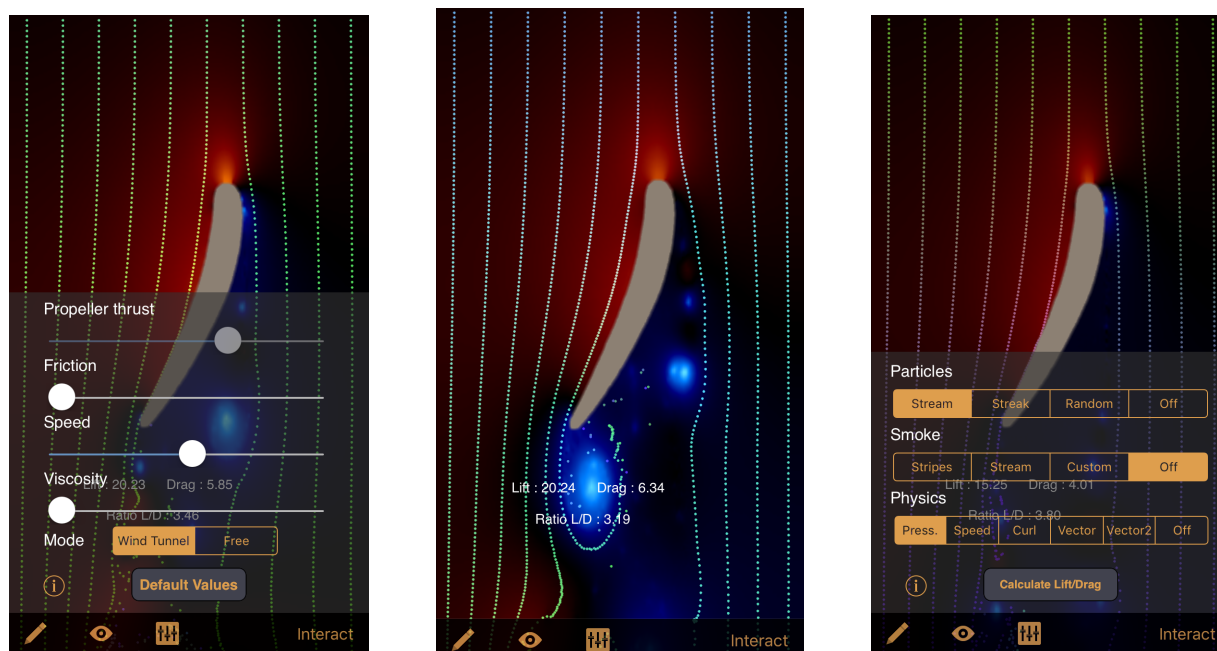 Propeller thrust
Friction
Speed
Viscosity
Lift : 20.23 Drag : 5.85
Ratio L/D : 3.46
Mode Wind Tunnel Free
i Default Values
Interact
Lift : 20.24 Drag : 6.34
Ratio L/D : 3.19
Interact
Particles
Stream Streak Random Off
Smoke
Stripes Stream Custom Off
Lift : 15.25 Drag : 4.01
Physics
Ratio L/D : 3.80
Press. Speed Curl Vector Vector2 Off
i Calculate Lift/Drag
Interact